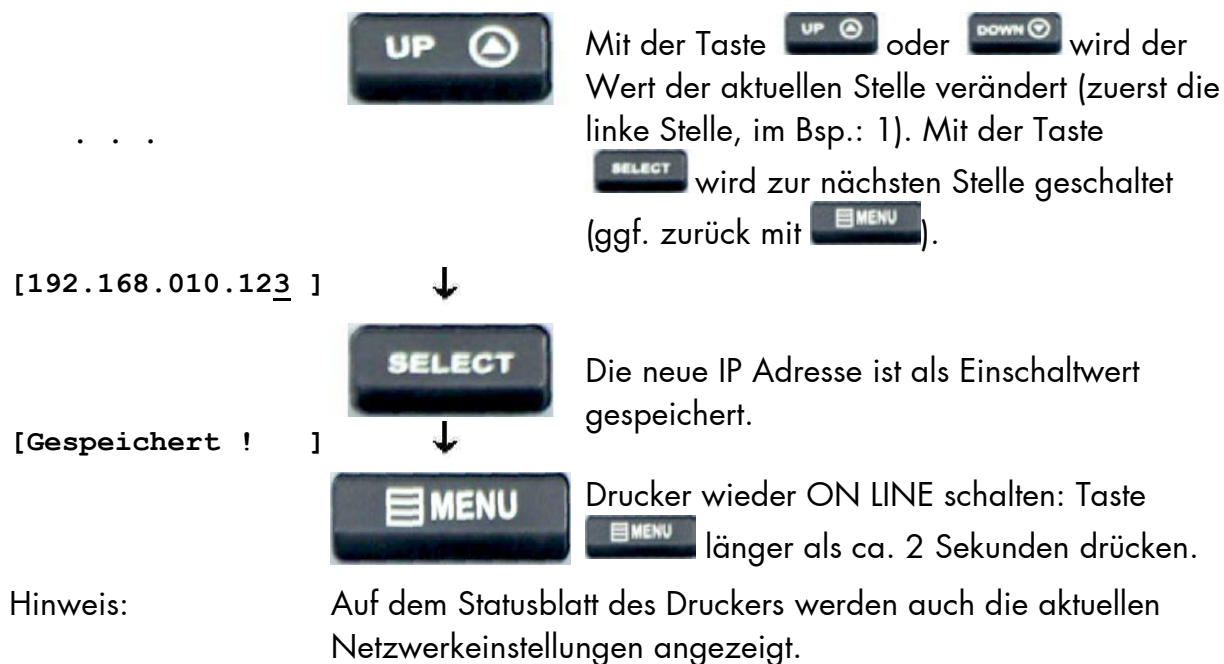 UP
Mit der Taste UP oder DOWN wird der
Wert der aktuellen Stelle verändert (zuerst die
. . .
linke Stelle, im Bsp.: 1). Mit der Taste
SELECT wird zur nächsten Stelle geschaltet
(ggf. zurück mit MENU).
[192.168.010.123 ] ↓
SELECT
Die neue IP Adresse ist als Einschaltwert
gespeichert.
[Gespeichert ! ] ↓
MENU
Drucker wieder ON LINE schalten: Taste
MENU länger als ca. 2 Sekunden drücken.
Hinweis: Auf dem Statusblatt des Druckers werden auch die aktuellen
Netzwerkeinstellungen angezeigt.